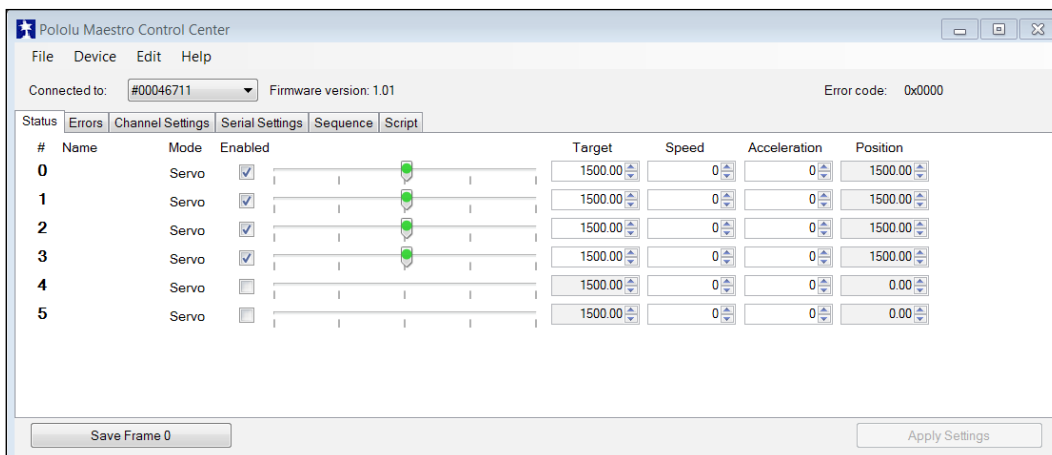 Pololu Maestro Control Center
File Device Edit Help
Connected to: #00046711 Firmware version: 1.01 Error code: 0x0000
Status Errors Channel Settings Serial Settings Sequence Script
# Name Mode Enabled Target Speed Acceleration Position
0 Servo 1500.00 0 0 1500.00
1 Servo 1500.00 0 0 1500.00
2 Servo 1500.00 0 0 1500.00
3 Servo 1500.00 0 0 1500.00
4 Servo 1500.00 0 0 0.00
5 Servo 1500.00 0 0 0.00
Save Frame 0 Apply Settings